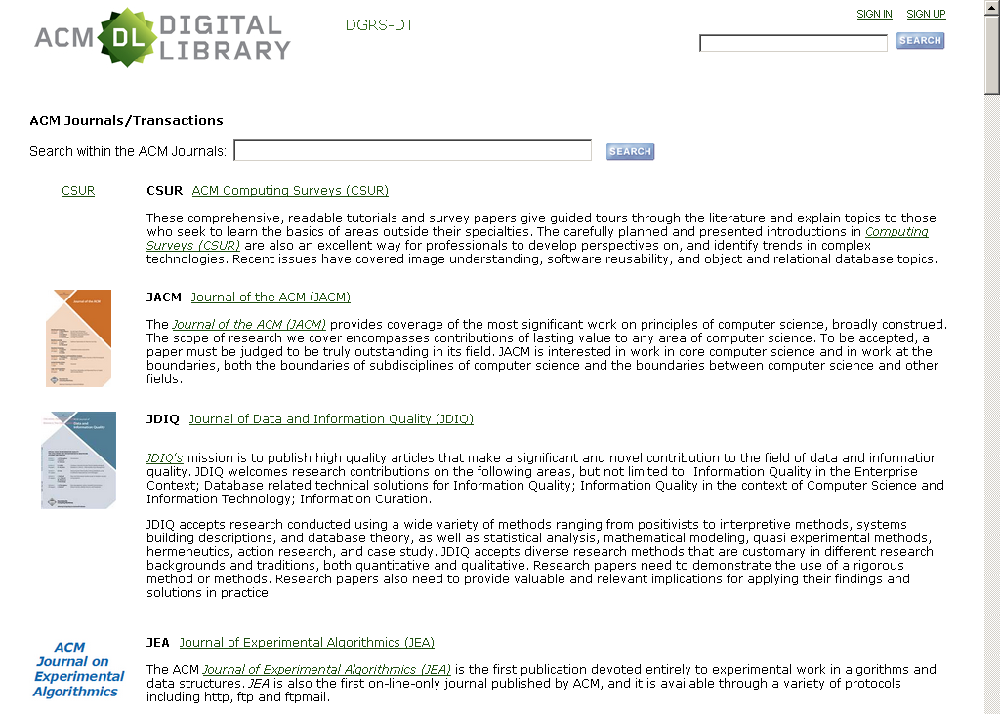 ACM DL DIGITAL LIBRARY
DGRS-DT
SIGN IN SIGN UP
SEARCH
ACM Journals/Transactions
Search within the ACM Journals: SEARCH
CSUR
CSUR ACM Computing Surveys (CSUR)
These comprehensive, readable tutorials and survey papers give guided tours through the literature and explain topics to those
who seek to learn the basics of areas outside their specialties. The carefully planned and presented introductions in Computing
Surveys (CSUR) are also an excellent way for professionals to develop perspectives on, and identify trends in complex
technologies. Recent issues have covered image understanding, software reusability, and object and relational database topics.
Journal of the ACM
JACM Journal of the ACM (JACM)
The Journal of the ACM (JACM) provides coverage of the most significant work on principles of computer science, broadly construed.
The scope of research we cover encompasses contributions of lasting value to any area of computer science. To be accepted, a
paper must be judged to be truly outstanding in its field. JACM is interested in work in core computer science and in work at the
boundaries, both the boundaries of subdisciplines of computer science and the boundaries between computer science and other
fields.
Data and
Information Quality
JDIQ Journal of Data and Information Quality (JDIQ)
JDIQ's mission is to publish high quality articles that make a significant and novel contribution to the field of data and information
quality. JDIQ welcomes research contributions on the following areas, but not limited to: Information Quality in the Enterprise
Context; Database related technical solutions for Information Quality; Information Quality in the context of Computer Science and
Information Technology; Information Curation.
JDIQ accepts research conducted using a wide variety of methods ranging from positivists to interpretive methods, systems
building descriptions, and database theory, as well as statistical analysis, mathematical modeling, quasi experimental methods,
hermeneutics, action research, and case study. JDIQ accepts diverse research methods that are customary in different research
backgrounds and traditions, both quantitative and qualitative. Research papers need to demonstrate the use of a rigorous
method or methods. Research papers also need to provide valuable and relevant implications for applying their findings and
solutions in practice.
ACM
Journal on
Experimental
Algorithmics
JEA Journal of Experimental Algorithmics (JEA)
The ACM Journal of Experimental Algorithmics (JEA) is the first publication devoted entirely to experimental work in algorithms and
data structures. JEA is also the first on-line-only journal published by ACM, and it is available through a variety of protocols
including http, ftp and ftpmail.